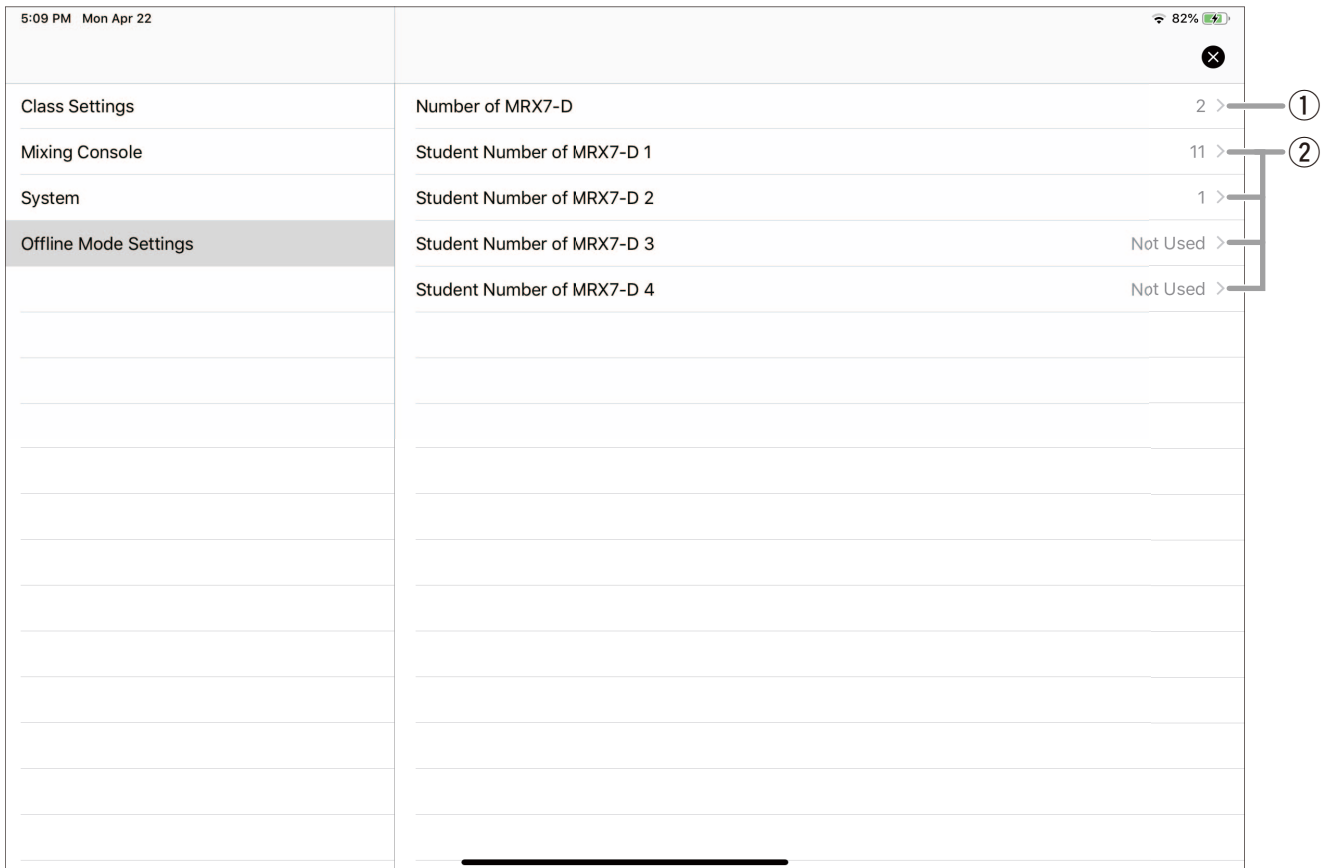 5:09 PM Mon Apr 22
82%
Class Settings
Mixing Console
System
Offline Mode Settings
Number of MRX7-D 2
Student Number of MRX7-D 1 11
Student Number of MRX7-D 2 1
Student Number of MRX7-D 3 Not Used
Student Number of MRX7-D 4 Not Used
①
②